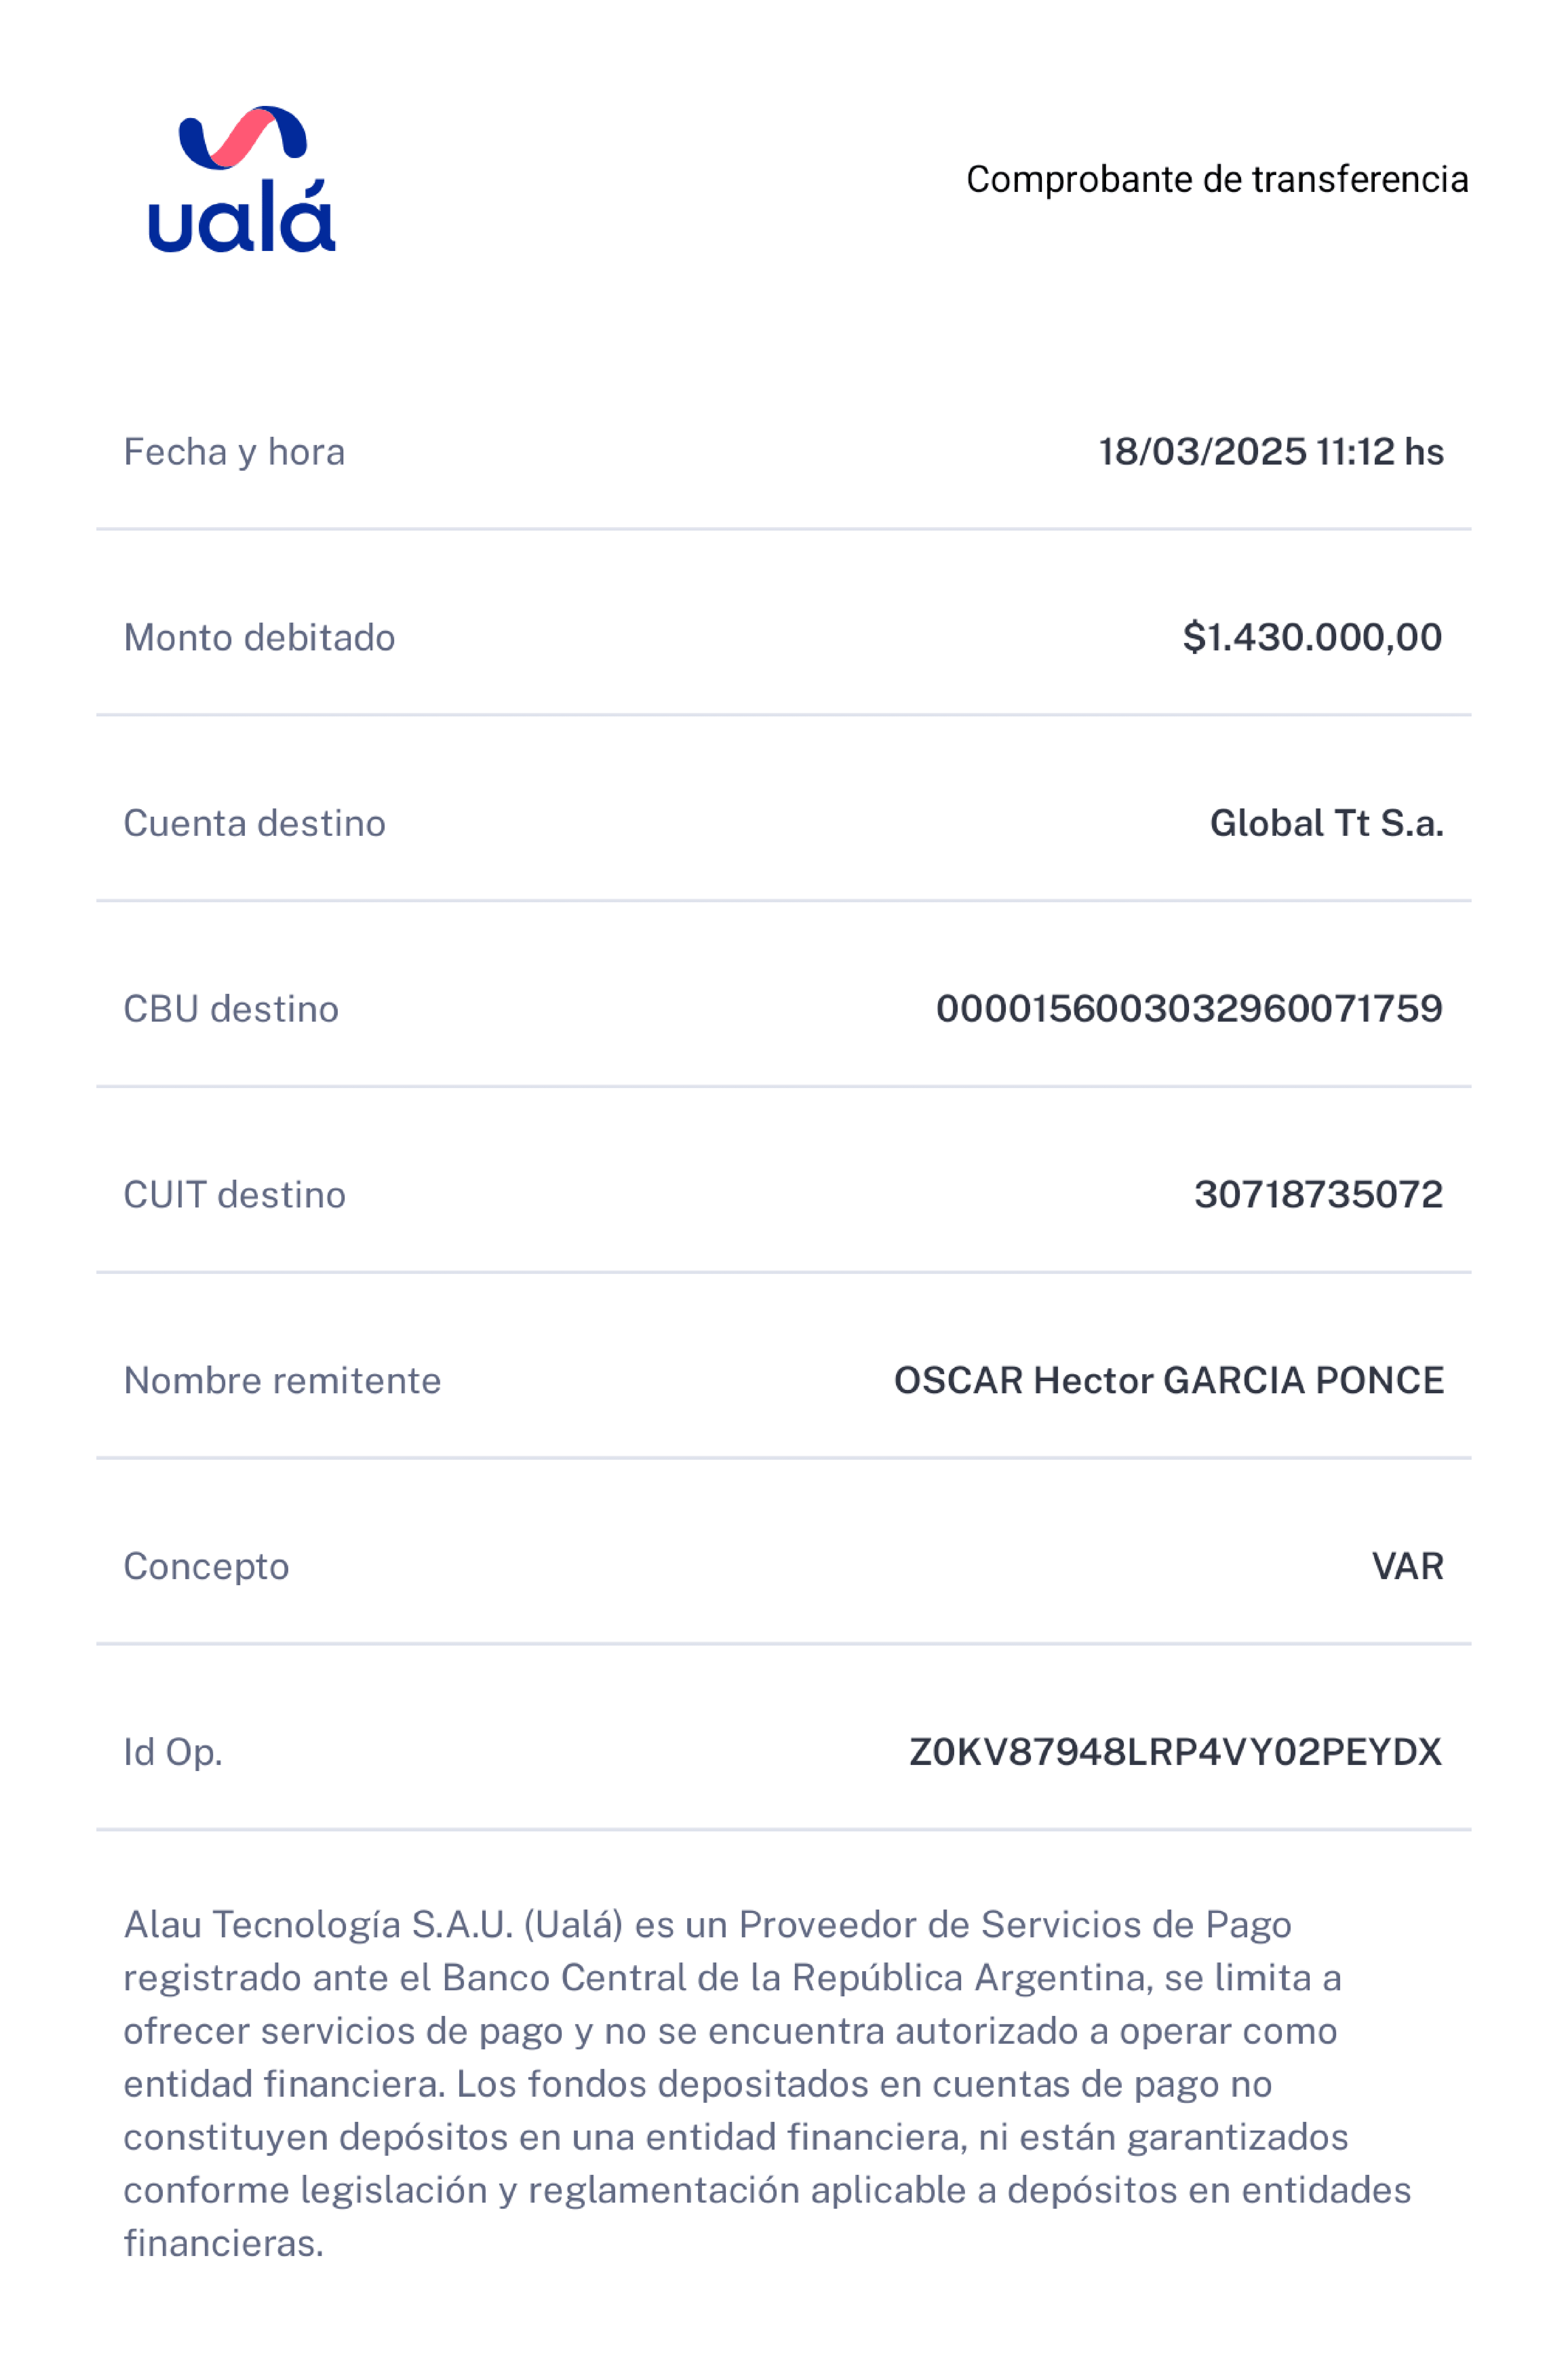 ualá
Comprobante de transferencia
Fecha y hora 18/03/2025 11:12 hs
Monto debitado $1.430.000,00
Cuenta destino Global Tt S.a.
CBU destino 0000156003032960071759
CUIT destino 30718735072
Nombre remitente OSCAR Hector GARCIA PONCE
Concepto VAR
Id Op. Z0KV87948LRP4VY02PEYDX
Alau Tecnología S.A.U. (Ualá) es un Proveedor de Servicios de Pago
registrado ante el Banco Central de la República Argentina, se limita a
ofrecer servicios de pago y no se encuentra autorizado a operar como
entidad financiera. Los fondos depositados en cuentas de pago no
constituyen depósitos en una entidad financiera, ni están garantizados
conforme legislación y reglamentación aplicable a depósitos en entidades
financieras.